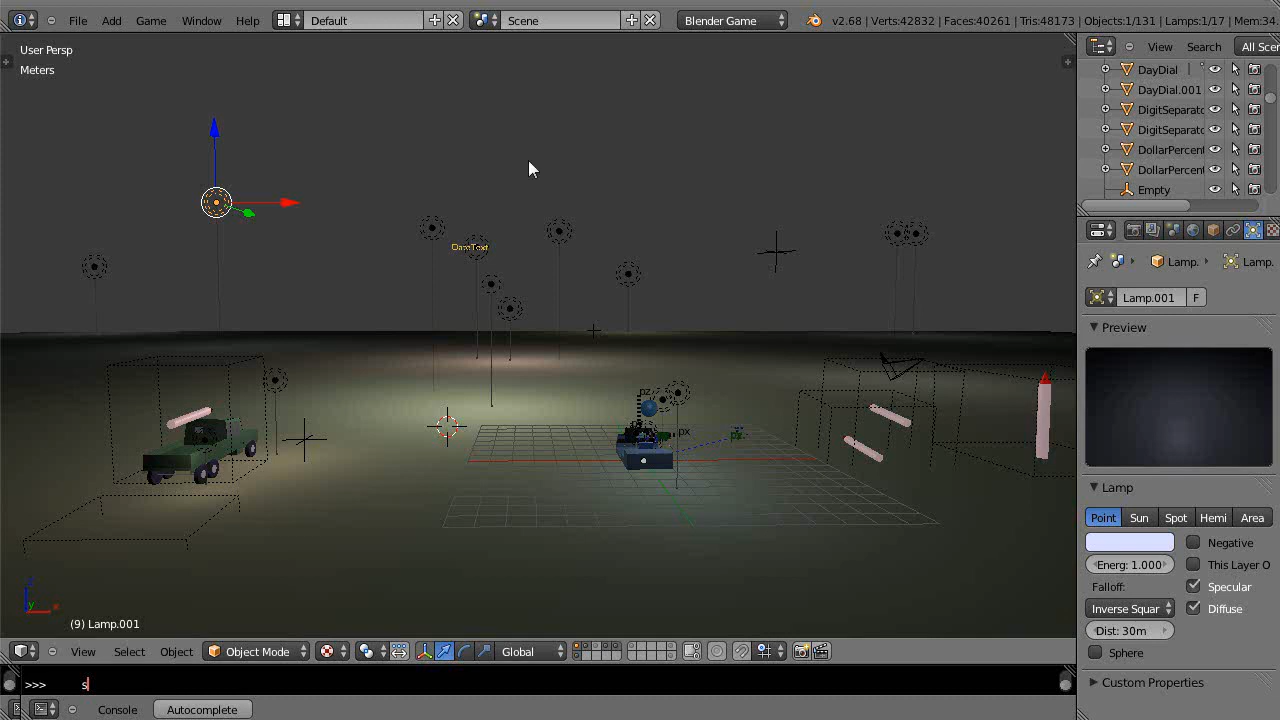 File Add Game Window Help Default Scene Blender Game v2.68 | Verts:42632 | Faces:40261 | Tris:48173 | Objects:1/131 | Lamps:1/17 | Mem:34.
User Persp
Meters
View Search All Scen
DayDial
DayDial.001
DigitSeparato
DigitSeparato
DollarPercent
DollarPercent
Empty
Lamp. Lamp.
Lamp.001 F
Preview
DateText
pz
px
Lamp
Point Sun Spot Hemi Area
Negative
Energ: 1.000 This Layer O
Falloff: Specular
Inverse Squar Diffuse
Dist: 30m
Sphere
Custom Properties
z
y x
(9) Lamp.001
View Select Object Object Mode Global
>>> s
Console Autocomplete